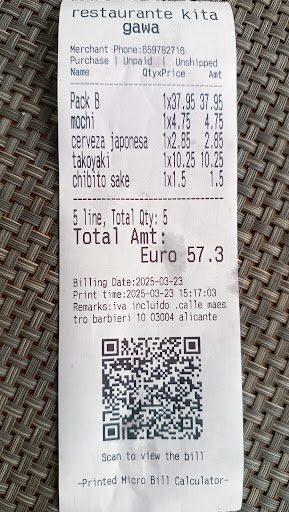 restaurante kita
gawa
Merchant Phone:659782716
Purchase | Unpaid | Unshipped
Name QtyxPrice Amt
Pack B 1x37.95 37.95
mochi 1x4.75 4.75
cerveza japonesa 1x2.85 2.85
takoyaki 1x10.25 10.25
chibito sake 1x1.5 1.5
5 line, Total Qty: 5
Total Amt:
Euro 57.3
Billing Date:2025-03-23
Print time:2025-03-23 15:17:03
Remarks:iva incluido .calle maes
tro barbieri 10 03004 alicante
Scan to view the bill
-Printed Micro Bill Calculator-